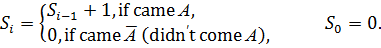 S_i = { S_{i−1} + 1, if came A,
0, if came A̅ (didn't come A),    S_0 = 0.